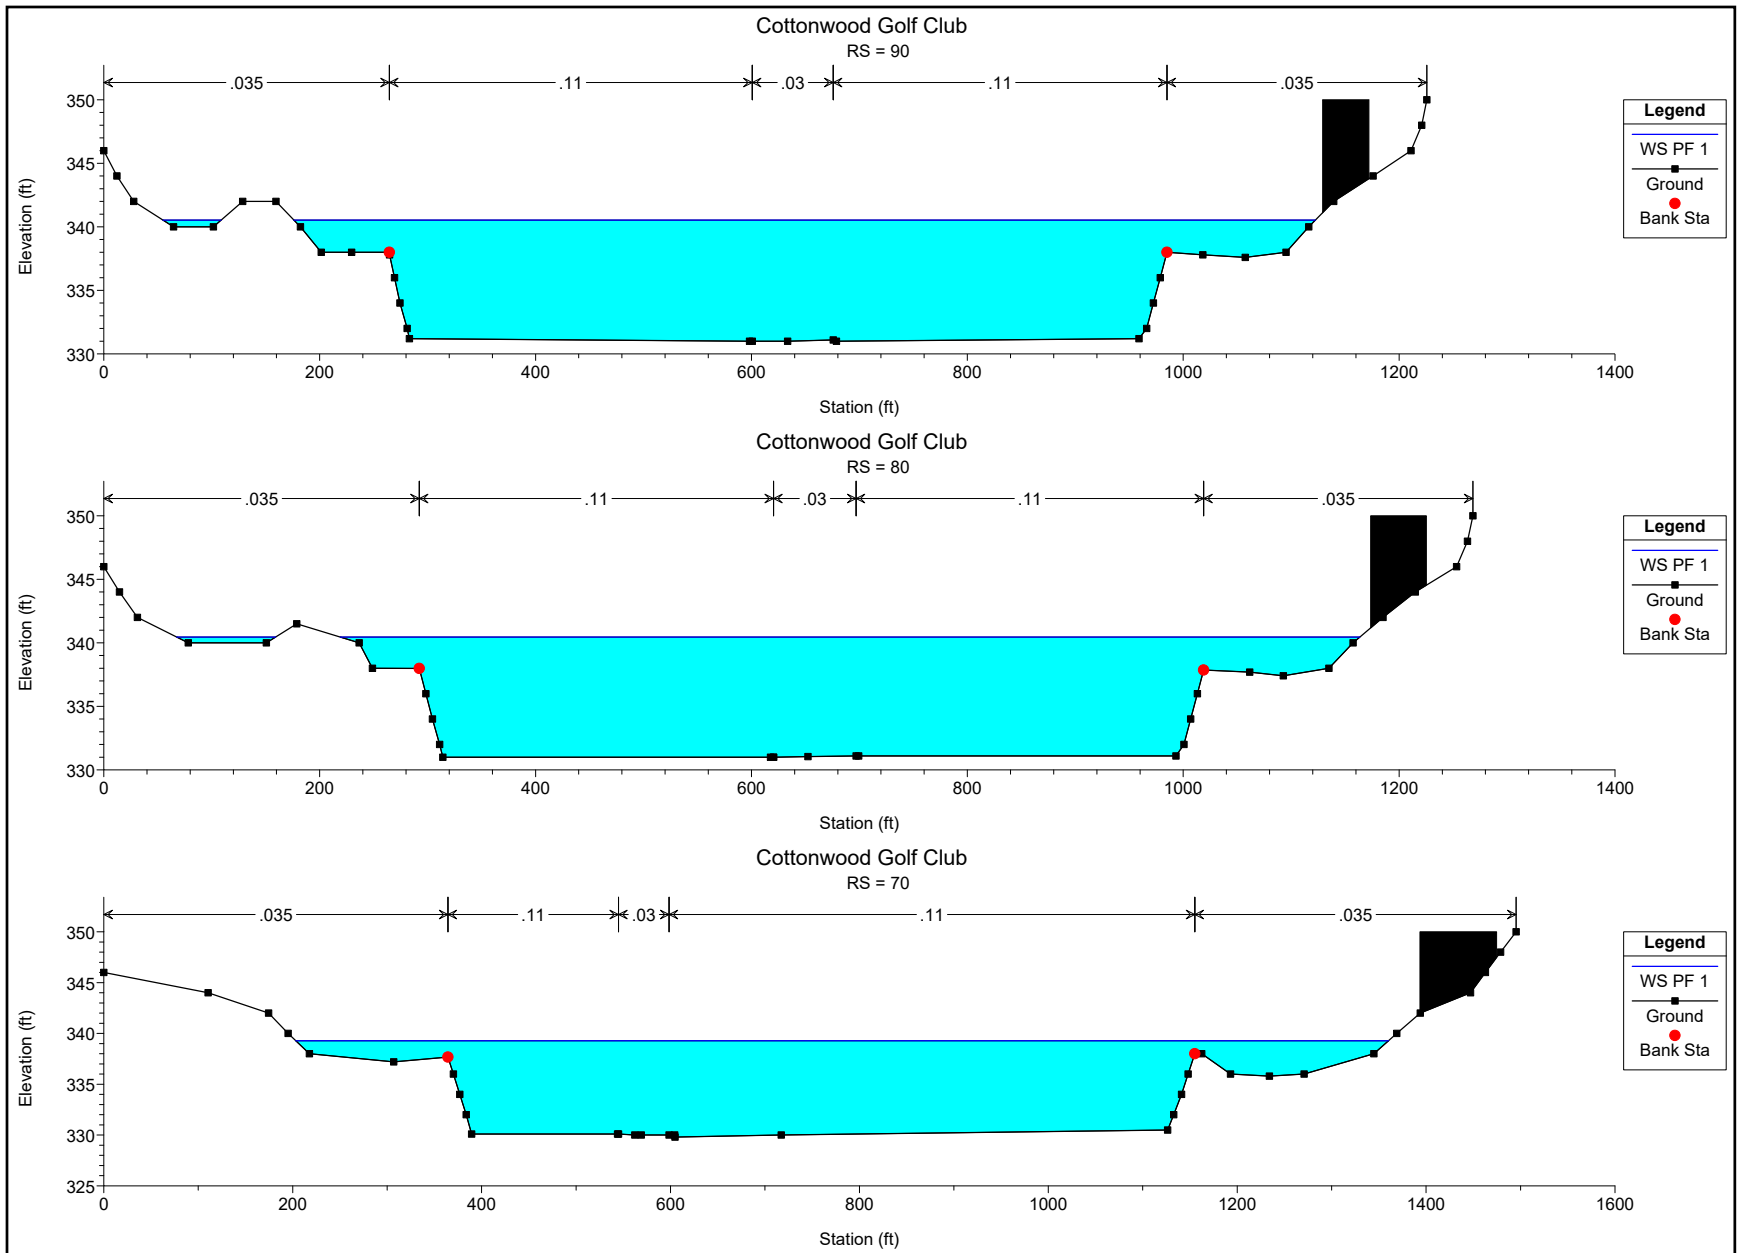 Cottonwood Golf Club
RS = 90
.035 .11 .03 .11 .035
350
345
340
335
330
0 200 400 600 800 1000 1200 1400
Elevation (ft)
Station (ft)
Legend
WS PF 1
Ground
Bank Sta
Cottonwood Golf Club
RS = 80
.035 .11 .03 .11 .035
350
345
340
335
330
0 200 400 600 800 1000 1200 1400
Elevation (ft)
Station (ft)
Legend
WS PF 1
Ground
Bank Sta
Cottonwood Golf Club
RS = 70
.035 .11 .03 .11 .035
350
345
340
335
330
325
0 200 400 600 800 1000 1200 1400 1600
Elevation (ft)
Station (ft)
Legend
WS PF 1
Ground
Bank Sta